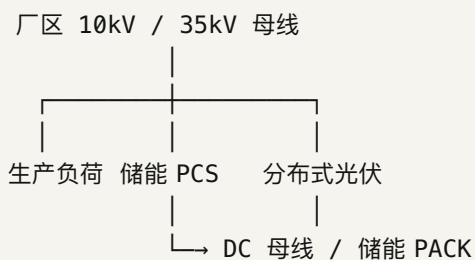 厂区 10kV / 35kV 母线
生产负荷 储能 PCS 分布式光伏
DC 母线 / 储能 PACK